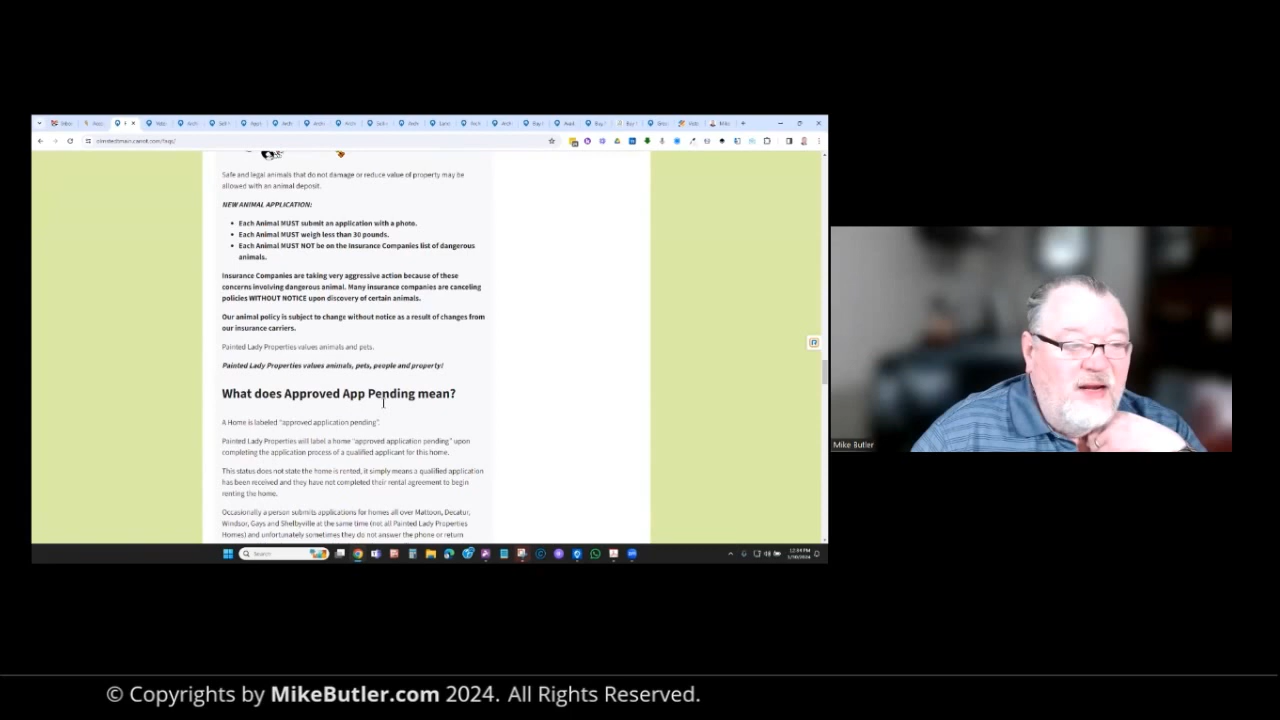 Safe and legal animals that do not damage or reduce value of property may be
allowed with an animal deposit.
NEW ANIMAL APPLICATION:
• Each Animal MUST submit an application with a photo.
• Each Animal MUST weigh less than 30 pounds.
• Each Animal MUST NOT be on the Insurance Companies list of dangerous
animals.
Insurance Companies are taking very aggressive action because of these
concerns involving dangerous animal. Many insurance companies are canceling
policies WITHOUT NOTICE upon discovery of certain animals.
Our animal policy is subject to change without notice as a result of changes from
our insurance carriers.
Painted Lady Properties values animals and pets.
Painted Lady Properties values animals, pets, people and property!
What does Approved App Pending mean?
A Home is labeled "approved application pending".
Painted Lady Properties will label a home "approved application pending" upon
completing the application process of a qualified applicant for this home.
This status does not state the home is rented, it simply means a qualified application
has been received and they have not completed their rental agreement to begin
renting the home.
Occasionally a person submits applications for homes all over Mattoon, Decatur,
Windsor, Gays and Shelbyville at the same time (not all Painted Lady Properties
Homes) and unfortunately sometimes they do not answer the phone or return
Search
Mike Butler
© Copyrights by MikeButler.com 2024. All Rights Reserved.